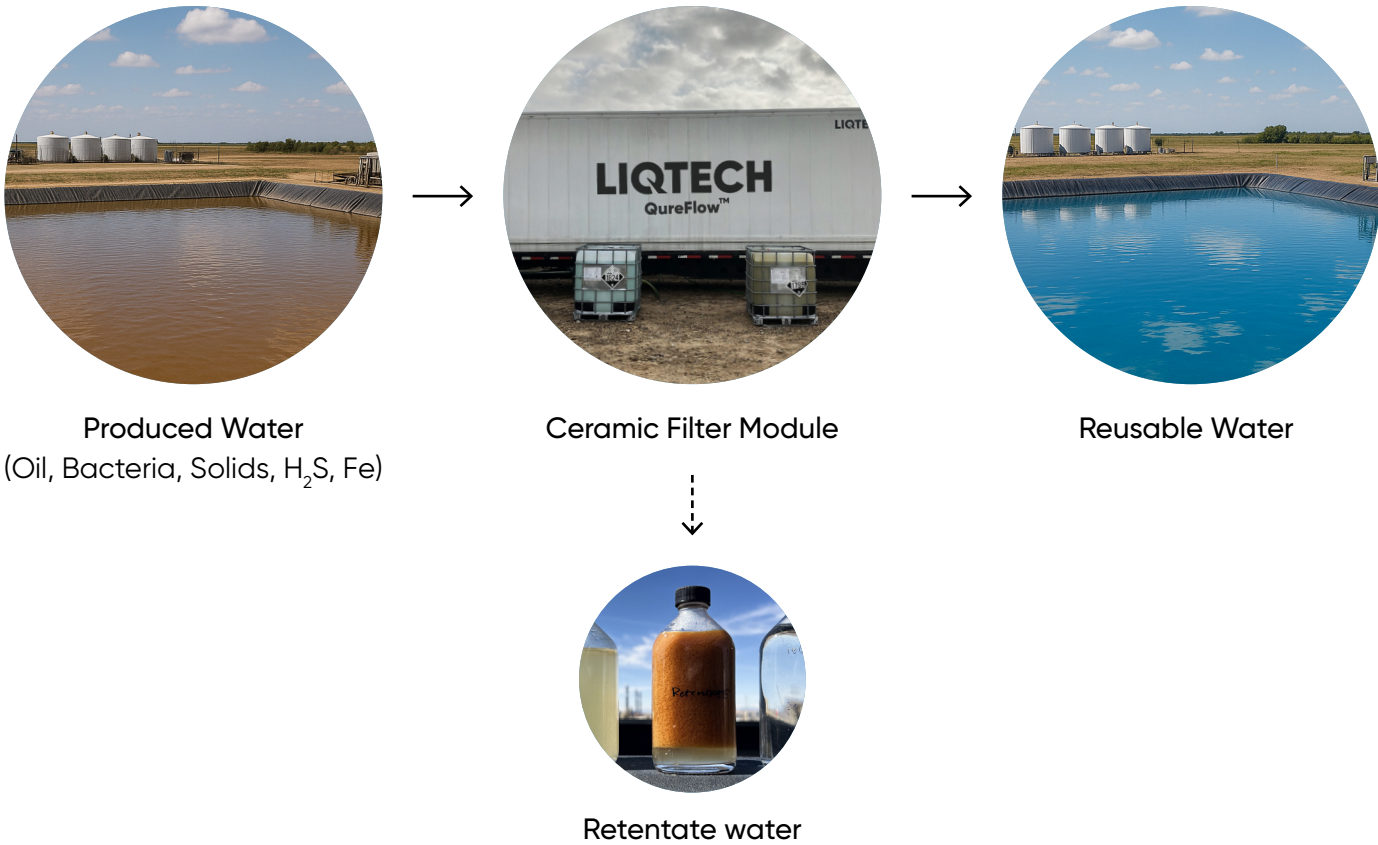 LIQTE
LIQTECH
QureFlow™
Produced Water
(Oil, Bacteria, Solids, H₂S, Fe)
Ceramic Filter Module
Reusable Water
Retentate water